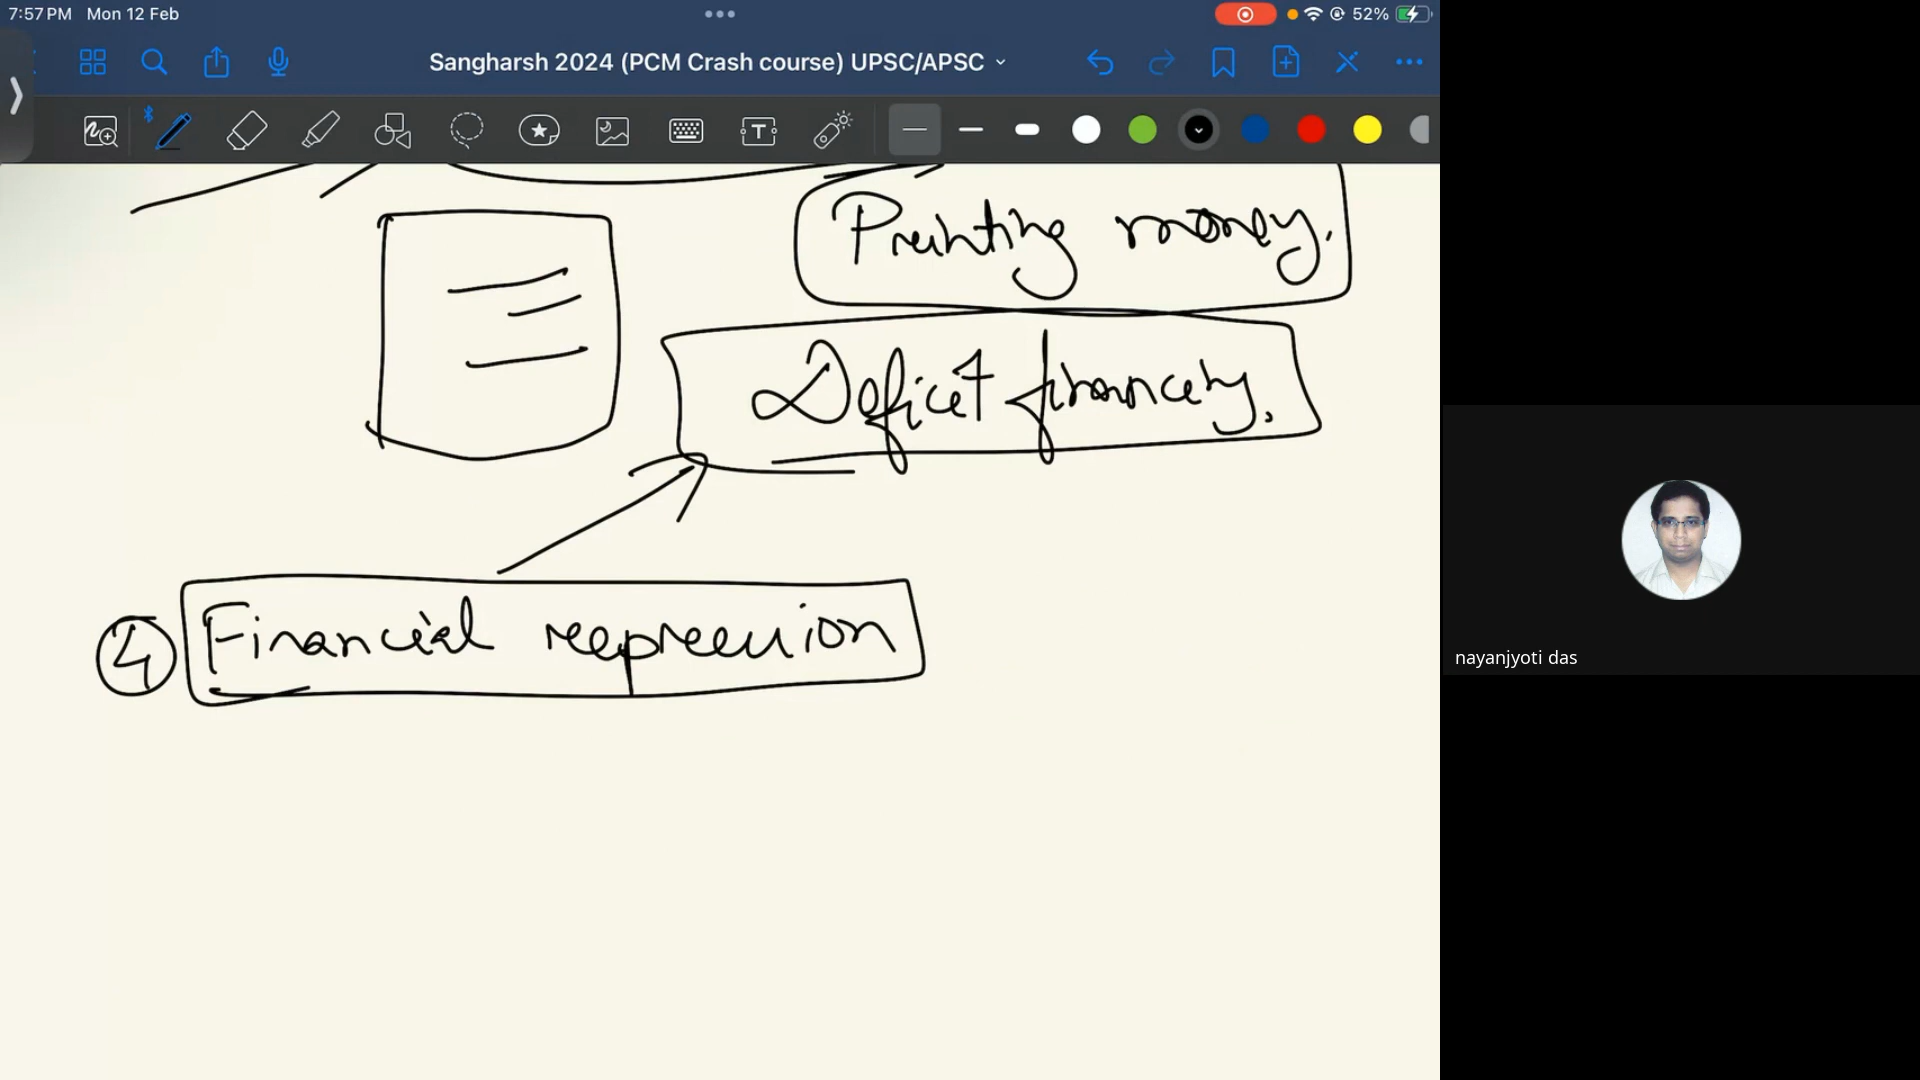 7:57 PM Mon 12 Feb
52%
Sangharsh 2024 (PCM Crash course) UPSC/APSC
T
Printing money.
Deficit financing.
4 Financial repression
nayanjyoti das